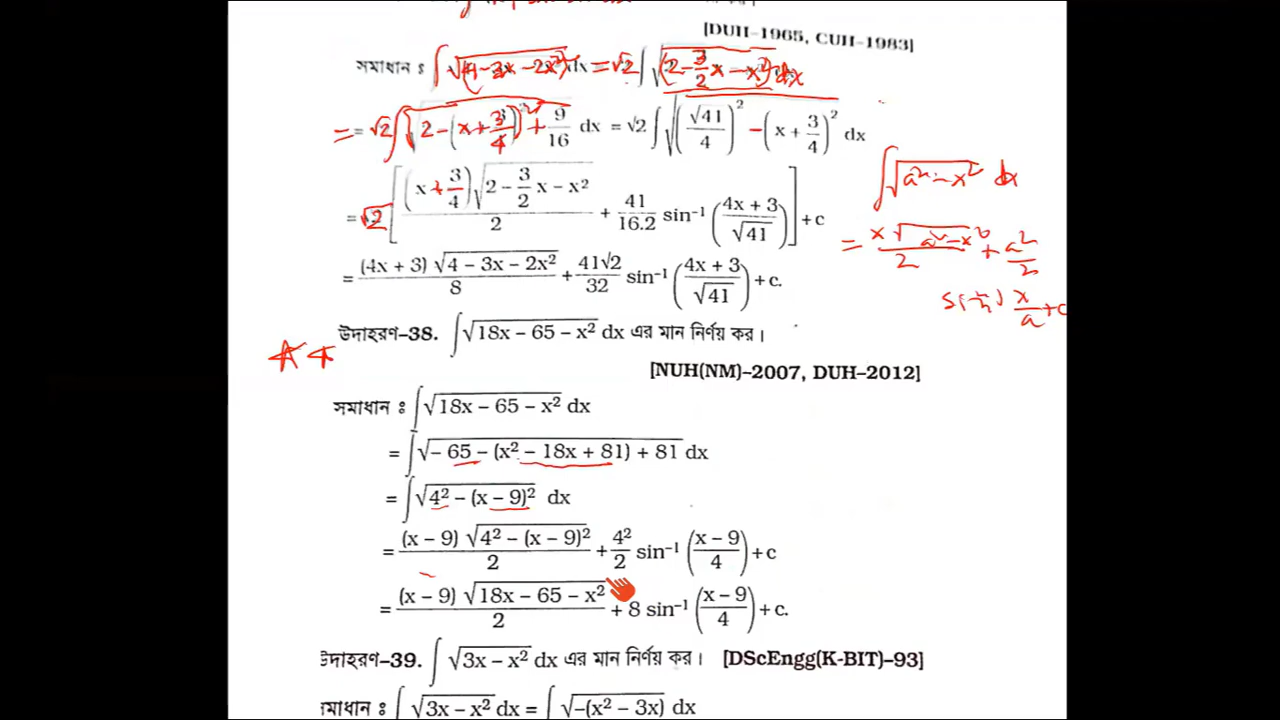 [DUH–1965, CUH–1983]
সমাধান ঃ ∫√(4 – 3x – 2x²) dx = √2 ∫√(2 – 3/2 x – x²) dx
= √2 ∫√(2 – (x + 3/4)² + 9/16) dx = √2 ∫√((√41/4)² – (x + 3/4)²) dx
∫√(a² – x²) dx
= √2 [ (x + 3/4)√(2 – 3/2 x – x²) / 2 + 41/16.2 sin⁻¹ ((4x + 3)/√41) ] + c
= x√(a² – x²)/2 + a²/2
sin⁻¹ x/a + c
= (4x + 3) √(4 – 3x – 2x²) / 8 + 41√2/32 sin⁻¹ ((4x + 3)/√41) + c.
উদাহরণ–38. ∫√(18x – 65 – x²) dx এর মান নির্ণয় কর।
[NUH(NM)–2007, DUH–2012]
সমাধান ঃ ∫√(18x – 65 – x²) dx
= ∫√(– 65 – (x² – 18x + 81) + 81) dx
= ∫√(4² – (x – 9)²) dx
= (x – 9) √(4² – (x – 9)²) / 2 + 4²/2 sin⁻¹ ((x – 9)/4) + c
= (x – 9) √(18x – 65 – x²) / 2 + 8 sin⁻¹ ((x – 9)/4) + c.
উদাহরণ–39. ∫√(3x – x²) dx এর মান নির্ণয় কর। [DScEngg(K-BIT)–93]
সমাধান ঃ ∫√(3x – x²) dx = ∫√(–(x² – 3x)) dx